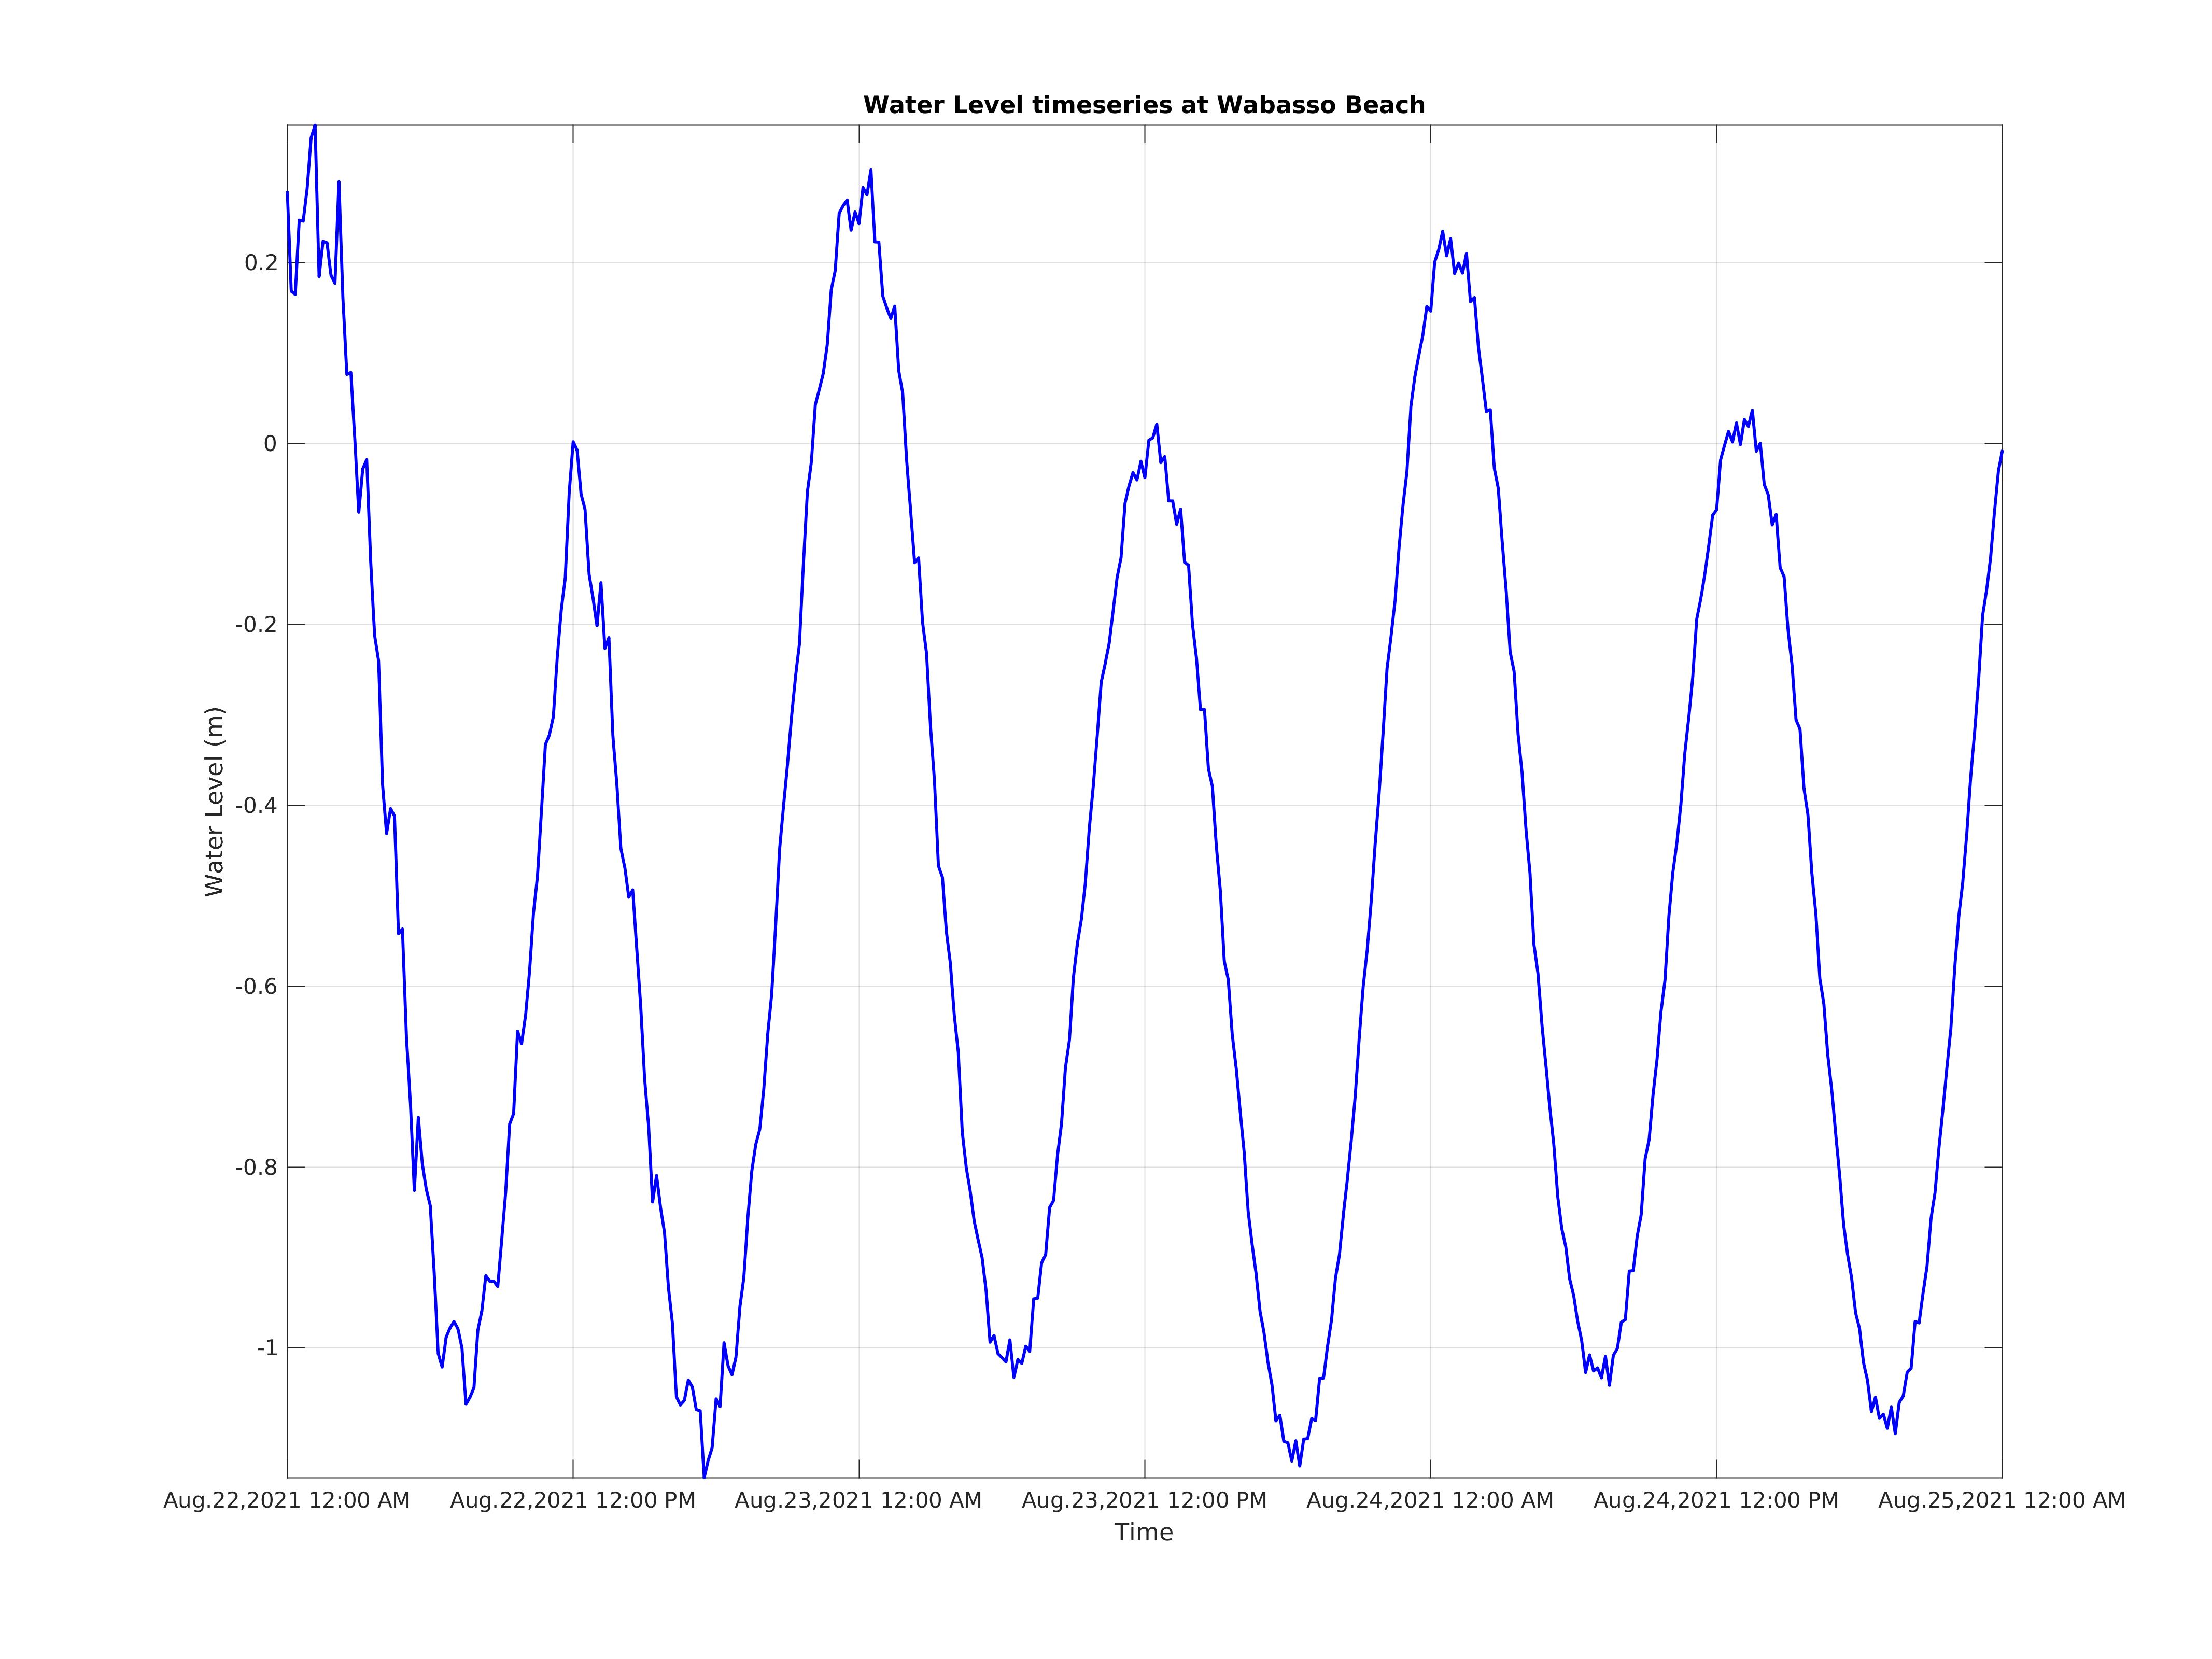 Water Level timeseries at Wabasso Beach
0.2
0
-0.2
-0.4
-0.6
-0.8
-1
Water Level (m)
Aug.22,2021 12:00 AM
Aug.22,2021 12:00 PM
Aug.23,2021 12:00 AM
Aug.23,2021 12:00 PM
Aug.24,2021 12:00 AM
Aug.24,2021 12:00 PM
Aug.25,2021 12:00 AM
Time